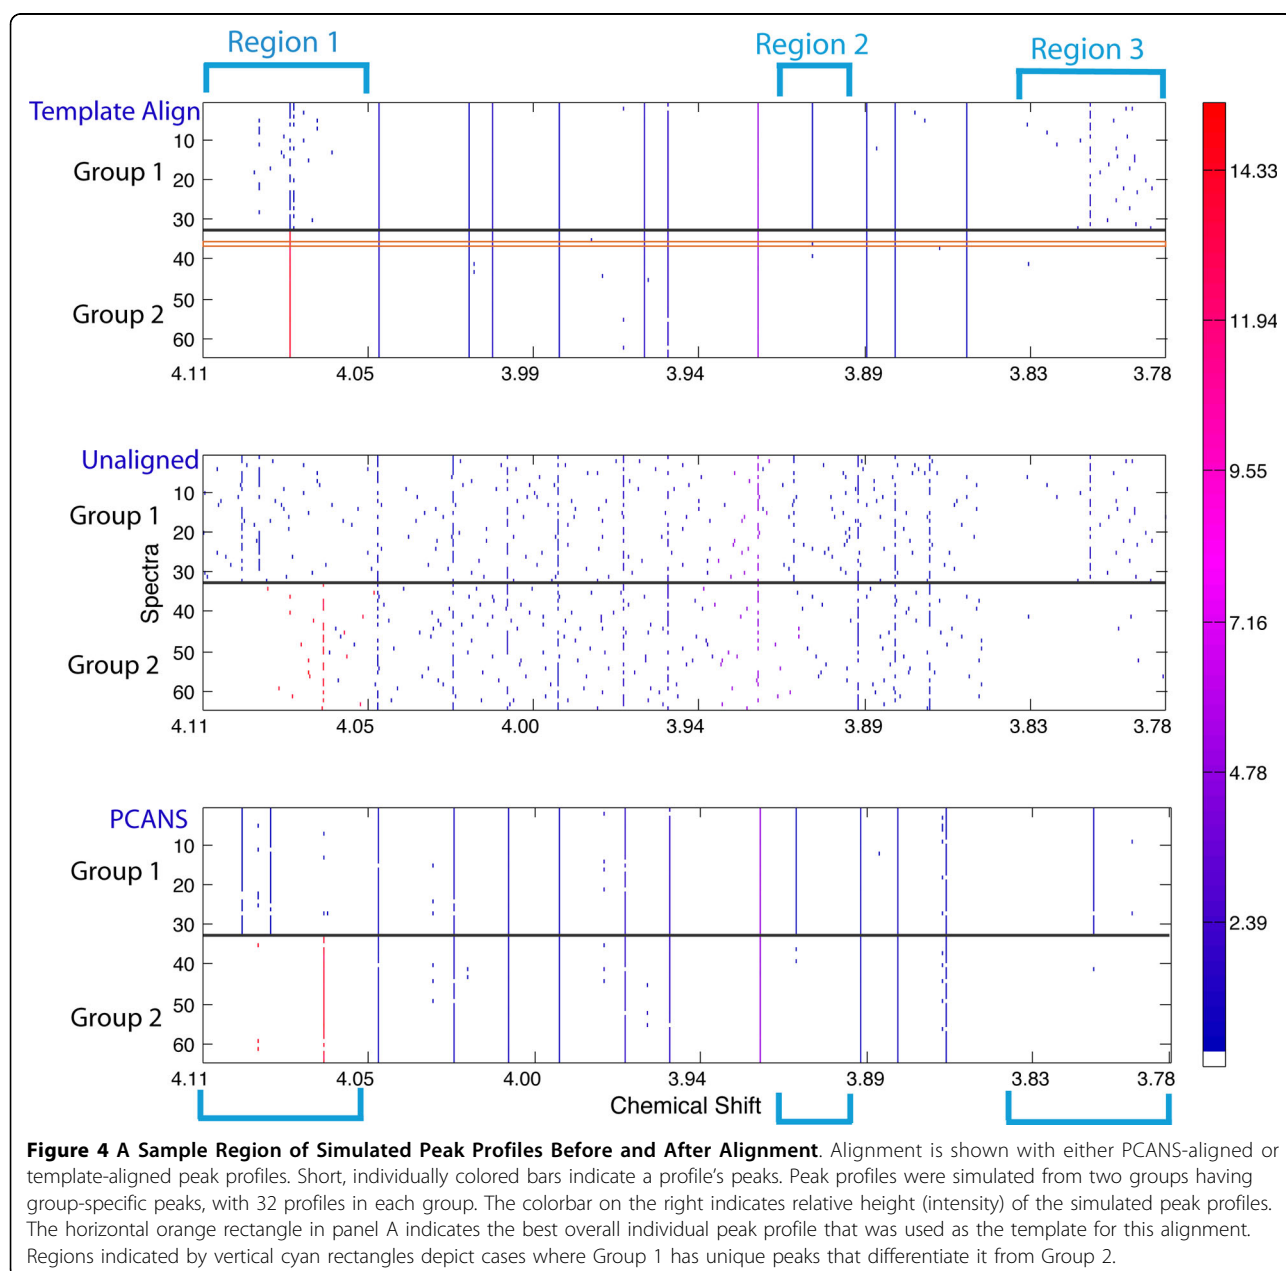 Region 1
Region 2
Region 3
Template Align
10
Group 1
20
30
40
Group 2
50
60
4.11
4.05
3.99
3.94
3.89
3.83
3.78
14.33
11.94
9.55
7.16
4.78
2.39
Unaligned
10
Group 1
20
30
Spectra
40
50
Group 2
60
4.11
4.05
4.00
3.94
3.89
3.83
3.78
PCANS
10
Group 1
20
30
40
50
Group 2
60
4.11
4.05
4.00
3.94
3.89
3.83
3.78
Chemical Shift
Figure 4 A Sample Region of Simulated Peak Profiles Before and After Alignment. Alignment is shown with either PCANS-aligned or
template-aligned peak profiles. Short, individually colored bars indicate a profile's peaks. Peak profiles were simulated from two groups having
group-specific peaks, with 32 profiles in each group. The colorbar on the right indicates relative height (intensity) of the simulated peak profiles.
The horizontal orange rectangle in panel A indicates the best overall individual peak profile that was used as the template for this alignment.
Regions indicated by vertical cyan rectangles depict cases where Group 1 has unique peaks that differentiate it from Group 2.